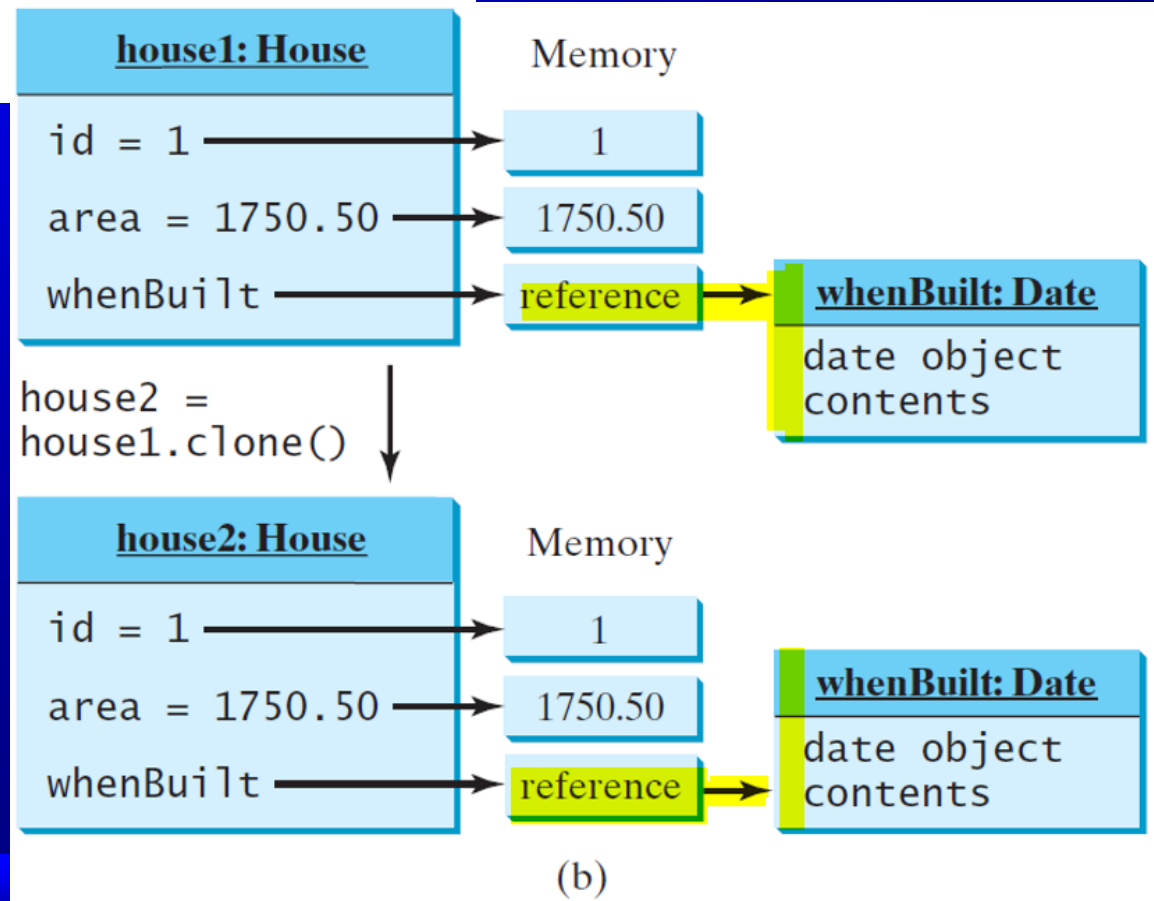 house1: House
Memory
id = 1
1
area = 1750.50
1750.50
whenBuilt
reference
whenBuilt: Date
date object
contents
house2 =
house1.clone()
house2: House
Memory
id = 1
1
area = 1750.50
1750.50
whenBuilt
reference
whenBuilt: Date
date object
contents
(b)